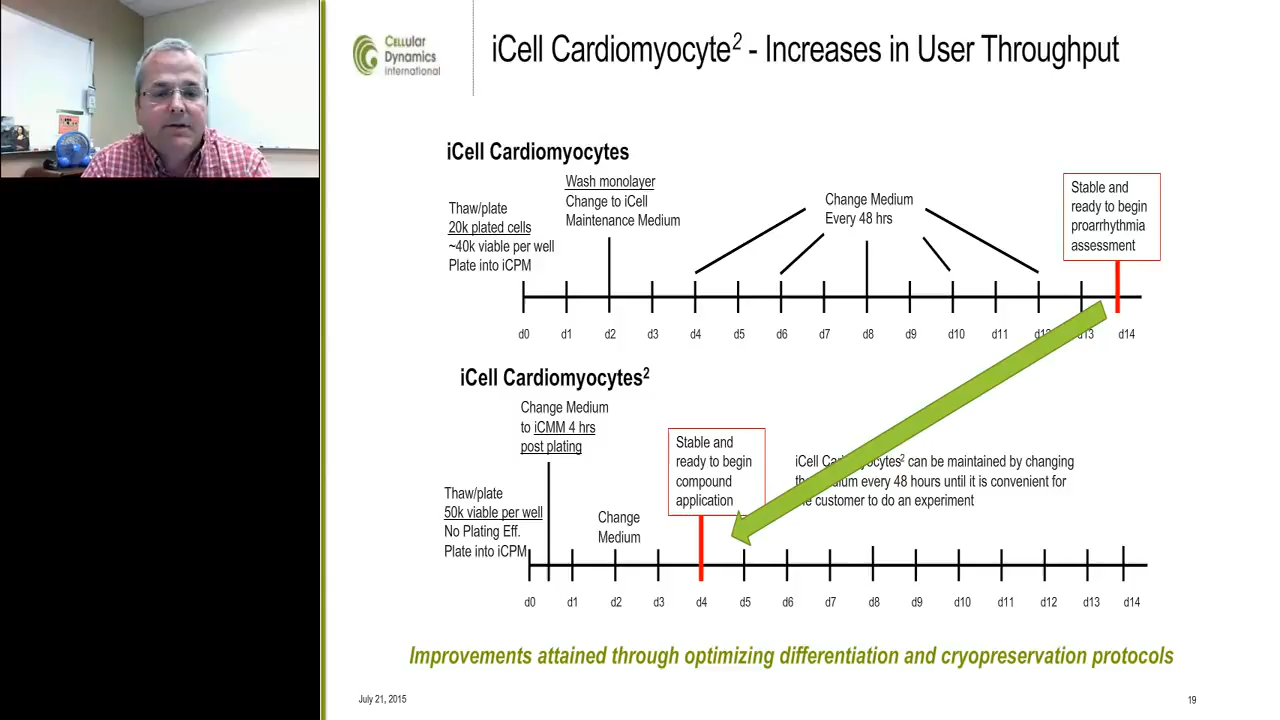 Cellular
Dynamics
international
iCell Cardiomyocyte² - Increases in User Throughput
iCell Cardiomyocytes
Thaw/plate
20k plated cells
~40k viable per well
Plate into iCPM
Wash monolayer
Change to iCell
Maintenance Medium
Change Medium
Every 48 hrs
Stable and
ready to begin
proarrhythmia
assessment
d0 d1 d2 d3 d4 d5 d6 d7 d8 d9 d10 d11 d12 d13 d14
iCell Cardiomyocytes²
Change Medium
to iCMM 4 hrs
post plating
Thaw/plate
50k viable per well
No Plating Eff.
Plate into iCPM
Change
Medium
Stable and
ready to begin
compound
application
iCell Cardiomyocytes² can be maintained by changing
the medium every 48 hours until it is convenient for
the customer to do an experiment
d0 d1 d2 d3 d4 d5 d6 d7 d8 d9 d10 d11 d12 d13 d14
Improvements attained through optimizing differentiation and cryopreservation protocols
July 21, 2015
19